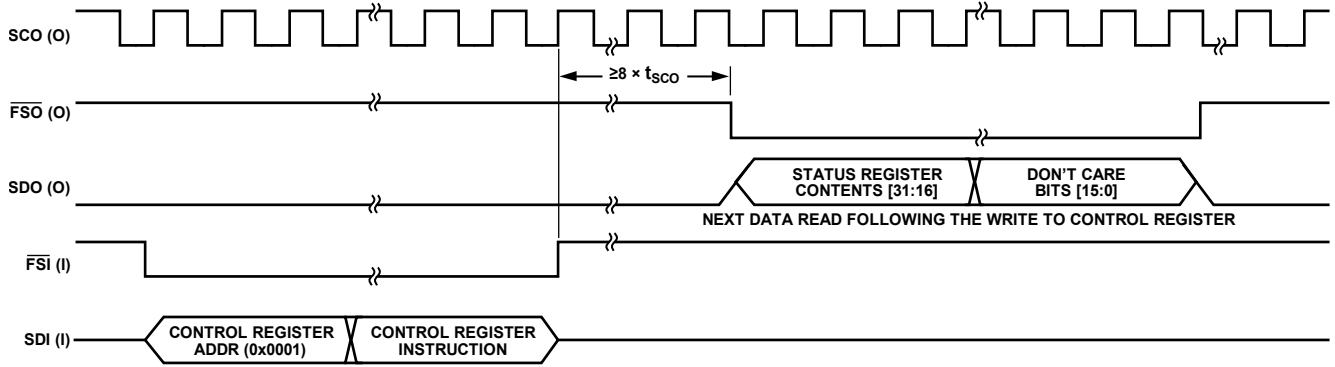 SCO (O)
≥8 × tSCO
FSO (O)
SDO (O)
STATUS REGISTER
CONTENTS [31:16]
DON'T CARE
BITS [15:0]
NEXT DATA READ FOLLOWING THE WRITE TO CONTROL REGISTER
FSI (I)
SDI (I)
CONTROL REGISTER
ADDR (0x0001)
CONTROL REGISTER
INSTRUCTION